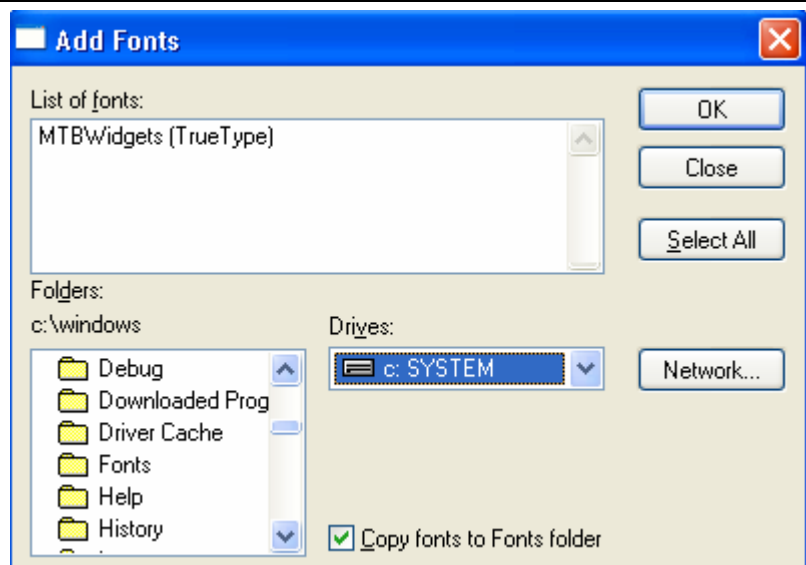 Add Fonts
List of fonts:
MTBWidgets (TrueType)
OK
Close
Select All
Folders:
c:\windows
Drives:
Debug
Downloaded Prog
Driver Cache
Fonts
Help
History
c: SYSTEM
Network...
Copy fonts to Fonts folder